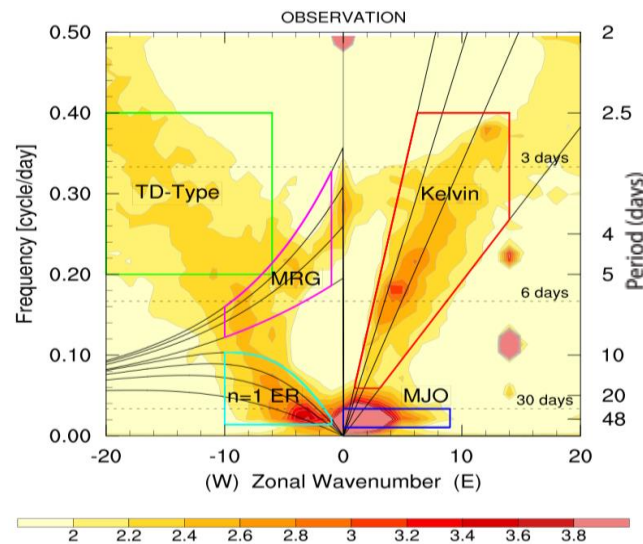 OBSERVATION
0.50
0.40
0.30
0.20
0.10
0.00
Frequency [cycle/day]
2
2.5
3 days
4
5
6 days
10
20
30 days
48
Period (days)
TD-Type
Kelvin
MRG
n=1 ER
MJO
-20 -10 0 10 20
(W) Zonal Wavenumber (E)
2 2.2 2.4 2.6 2.8 3 3.2 3.4 3.6 3.8